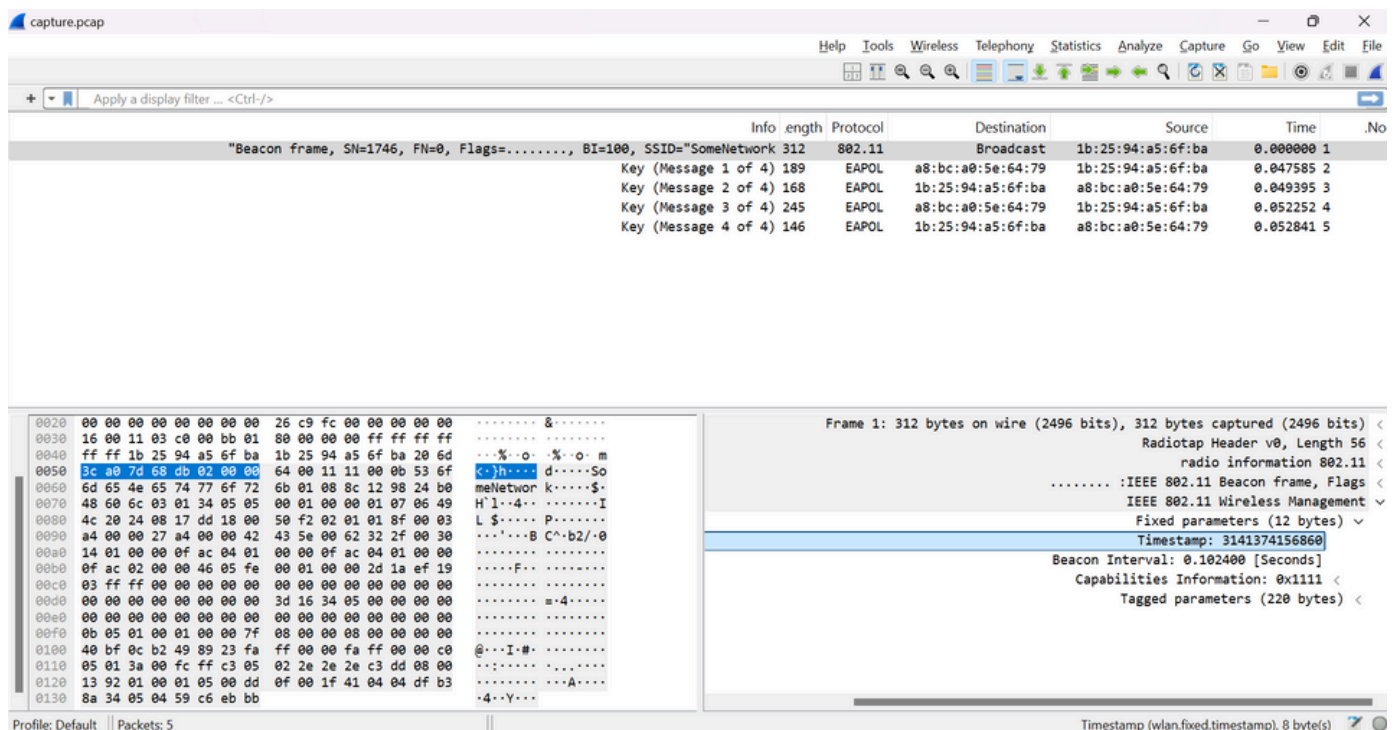 capture.pcap
Help Tools Wireless Telephony Statistics Analyze Capture Go View Edit File
Apply a display filter ... <Ctrl-/>
Info .ength Protocol Destination Source Time .No
"Beacon frame, SN=1746, FN=0, Flags=........, BI=100, SSID="SomeNetwork 312 802.11 Broadcast 1b:25:94:a5:6f:ba 0.000000 1
Key (Message 1 of 4) 189 EAPOL a8:bc:a0:5e:64:79 1b:25:94:a5:6f:ba 0.047585 2
Key (Message 2 of 4) 168 EAPOL 1b:25:94:a5:6f:ba a8:bc:a0:5e:64:79 0.049395 3
Key (Message 3 of 4) 245 EAPOL a8:bc:a0:5e:64:79 1b:25:94:a5:6f:ba 0.052252 4
Key (Message 4 of 4) 146 EAPOL 1b:25:94:a5:6f:ba a8:bc:a0:5e:64:79 0.052841 5
0020 00 00 00 00 00 00 00 00 26 c9 fc 00 00 00 00 00 ········ &·······
0030 16 00 11 03 c0 00 bb 01 80 00 00 00 ff ff ff ff ········ ········
0040 ff ff 1b 25 94 a5 6f ba 1b 25 94 a5 6f ba 20 6d ···%··o· ·%··o· m
0050 3c a0 7d 68 db 02 00 00 64 00 11 11 00 0b 53 6f <·}h···· d·····So
0060 6d 65 4e 65 74 77 6f 72 6b 01 08 8c 12 98 24 b0 meNetwor k·····$·
0070 48 60 6c 03 01 34 05 05 00 01 00 00 01 07 06 49 H`l··4·· ·······I
0080 4c 20 24 08 17 dd 18 00 50 f2 02 01 01 8f 00 03 L $····· P·······
0090 a4 00 00 27 a4 00 00 42 43 5e 00 62 32 2f 00 30 ···'···B C^·b2/·0
00a0 14 01 00 00 0f ac 04 01 00 00 0f ac 04 01 00 00 ········ ········
00b0 0f ac 02 00 00 46 05 fe 00 01 00 00 2d 1a ef 19 ·····F·· ····-···
00c0 03 ff ff 00 00 00 00 00 00 00 00 00 00 00 00 00 ········ ········
00d0 00 00 00 00 00 00 00 00 3d 16 34 05 00 00 00 00 ········ =·4·····
00e0 00 00 00 00 00 00 00 00 00 00 00 00 00 00 00 00 ········ ········
00f0 0b 05 01 00 01 00 00 7f 08 00 00 08 00 00 00 00 ········ ········
0100 40 bf 0c b2 49 89 23 fa ff 00 00 fa ff 00 00 c0 @···I·#· ········
0110 05 01 3a 00 fc ff c3 05 02 2e 2e 2e c3 dd 08 00 ··:····· ·...····
0120 13 92 01 00 01 05 00 dd 0f 00 1f 41 04 04 df b3 ········ ···A····
0130 8a 34 05 04 59 c6 eb bb ·4··Y···
Frame 1: 312 bytes on wire (2496 bits), 312 bytes captured (2496 bits)
Radiotap Header v0, Length 56
radio information 802.11
........ :IEEE 802.11 Beacon frame, Flags
IEEE 802.11 Wireless Management
Fixed parameters (12 bytes)
Timestamp: 3141374156860
Beacon Interval: 0.102400 [Seconds]
Capabilities Information: 0x1111
Tagged parameters (220 bytes)
Profile: Default Packets: 5 Timestamp (wlan.fixed.timestamp), 8 byte(s)